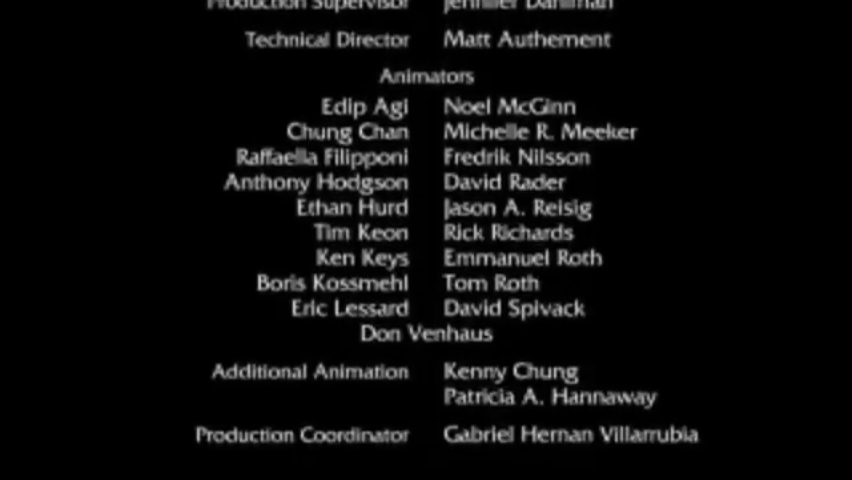 Production Supervisor Jennifer Dahlman
Technical Director Matt Authement
Animators
Edip Agi Noel McGinn
Chung Chan Michelle R. Meeker
Raffaella Filipponi Fredrik Nilsson
Anthony Hodgson David Rader
Ethan Hurd Jason A. Reisig
Tim Keon Rick Richards
Ken Keys Emmanuel Roth
Boris Kossmehl Tom Roth
Eric Lessard David Spivack
Don Venhaus
Additional Animation Kenny Chung
Patricia A. Hannaway
Production Coordinator Gabriel Hernan Villarrubia